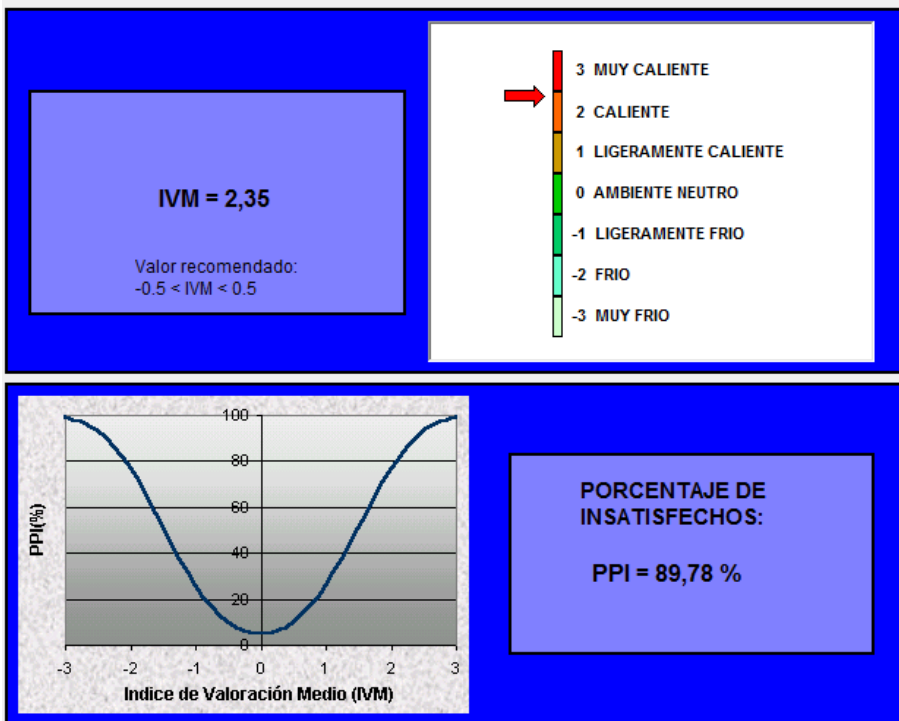 IVM = 2,35
Valor recomendado:
-0.5 < IVM < 0.5
3 MUY CALIENTE
2 CALIENTE
1 LIGERAMENTE CALIENTE
0 AMBIENTE NEUTRO
-1 LIGERAMENTE FRIO
-2 FRIO
-3 MUY FRIO
PPI(%)
100
80
60
40
20
0
-3 -2 -1 0 1 2 3
Indice de Valoración Medio (IVM)
PORCENTAJE DE
INSATISFECHOS:
PPI = 89,78 %